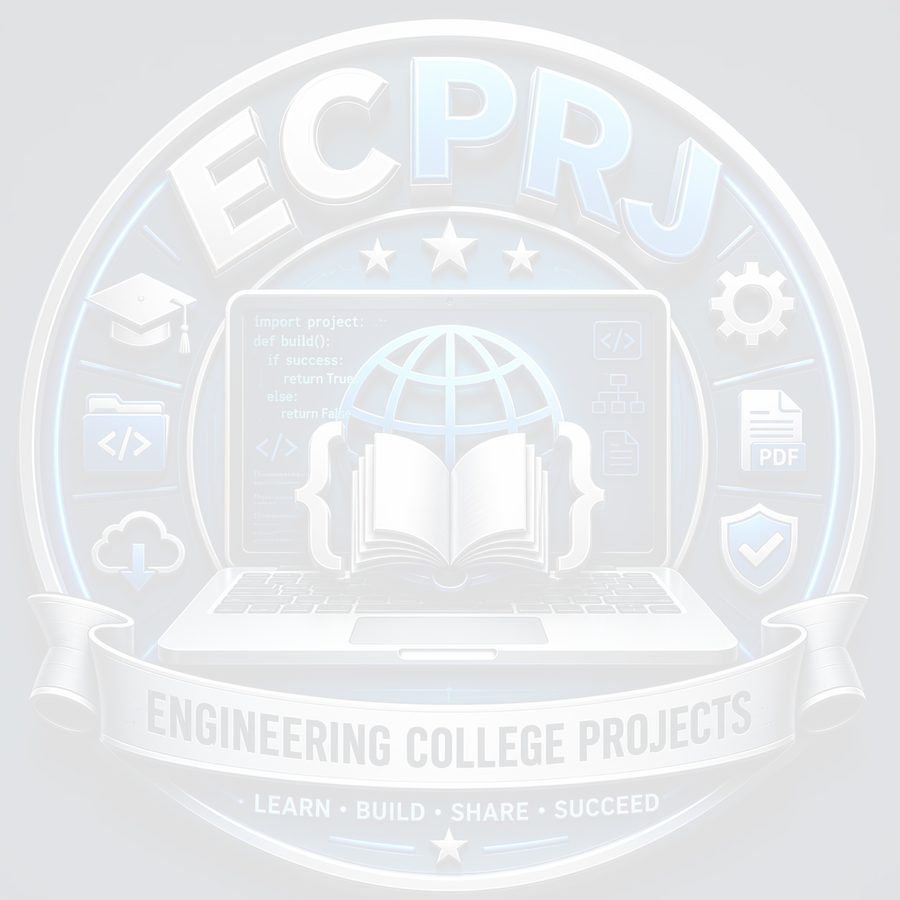 ECPRJ
import project:
def build():
if success:
return True
else:
return False
</>
</>
</>
PDF
ENGINEERING COLLEGE PROJECTS
• LEARN • BUILD • SHARE • SUCCEED